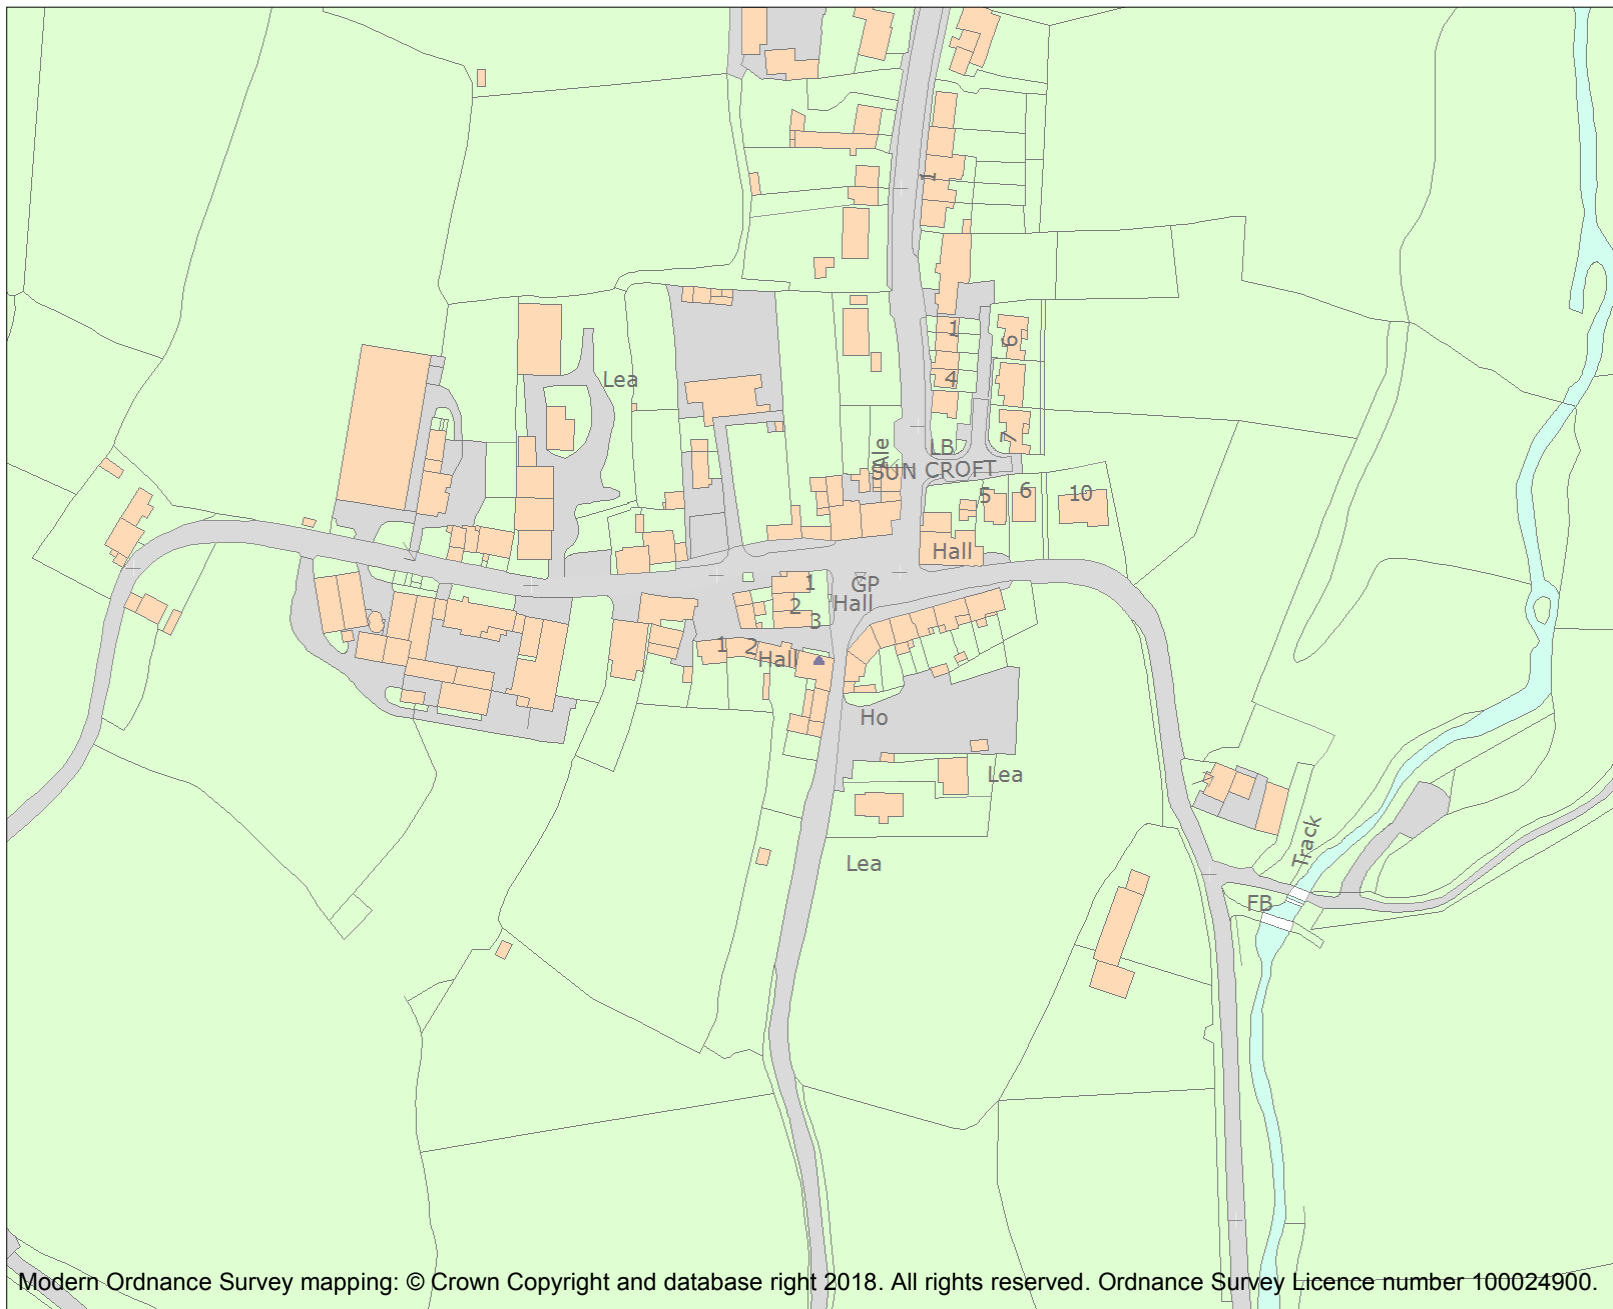 1
1
9
Lea
4
Ale
LB
7
SUN CROFT
5
6
10
Hall
1
GP
2
Hall
3
1
2
Hall
Ho
Lea
Lea
Track
FB
Modern Ordnance Survey mapping: © Crown Copyright and database right 2018. All rights reserved. Ordnance Survey Licence number 100024900.